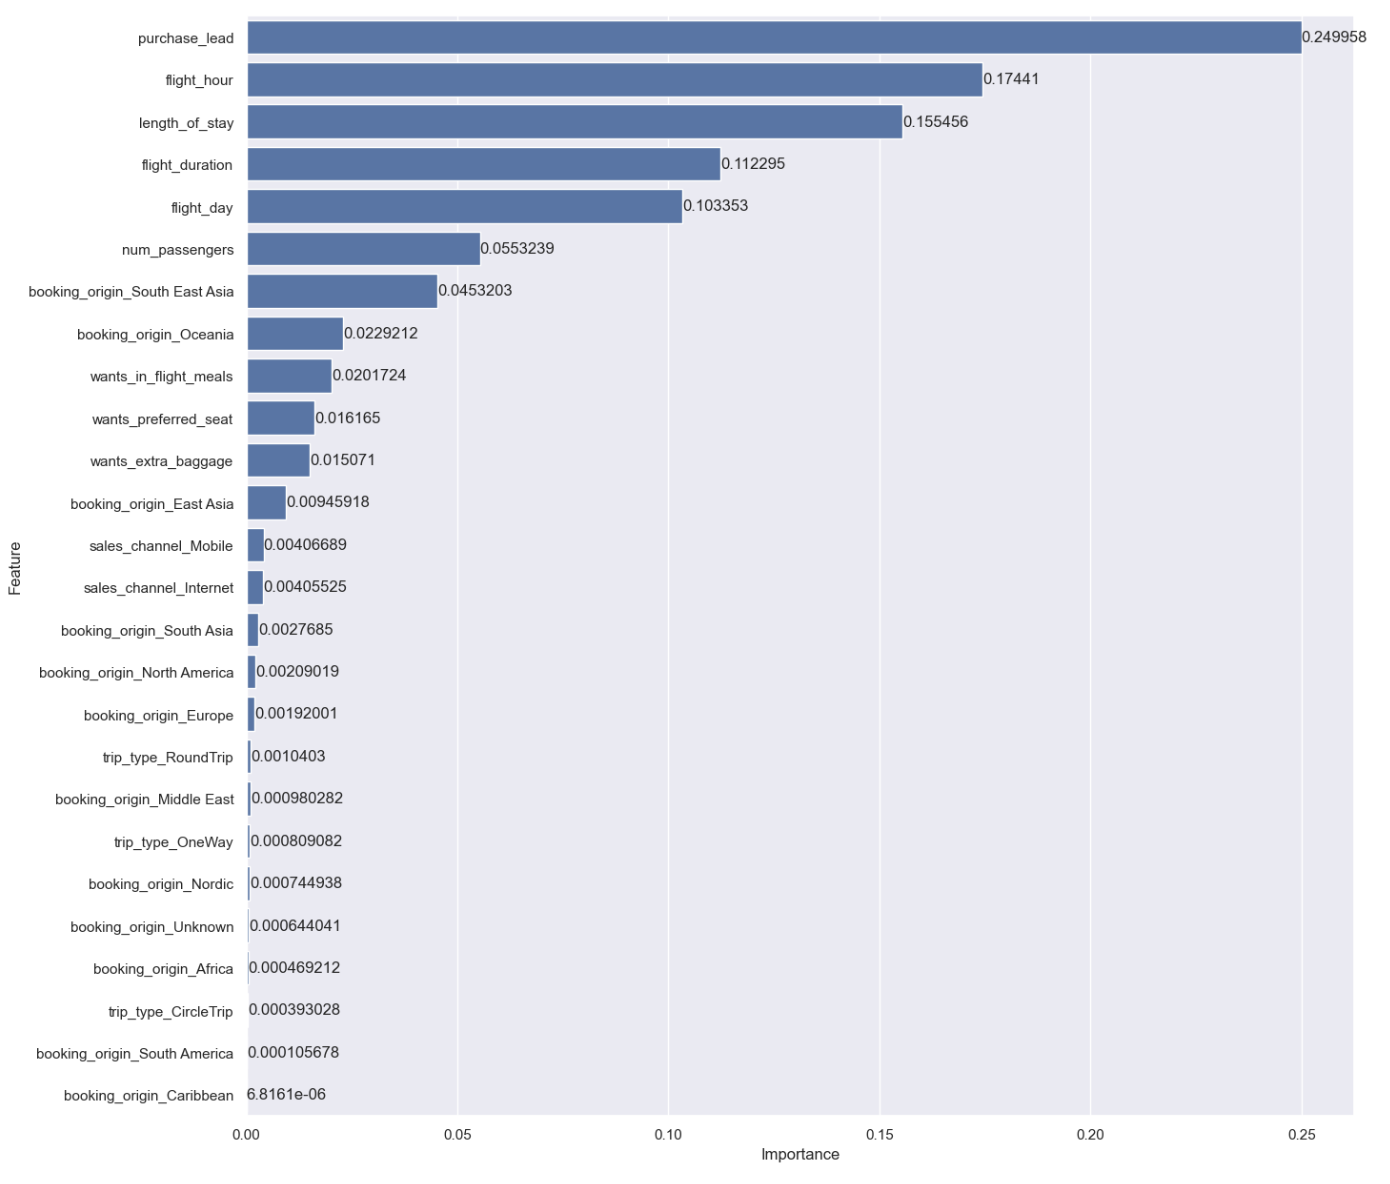 purchase_lead 0.249958
flight_hour 0.17441
length_of_stay 0.155456
flight_duration 0.112295
flight_day 0.103353
num_passengers 0.0553239
booking_origin_South East Asia 0.0453203
booking_origin_Oceania 0.0229212
wants_in_flight_meals 0.0201724
wants_preferred_seat 0.016165
wants_extra_baggage 0.015071
booking_origin_East Asia 0.00945918
sales_channel_Mobile 0.00406689
sales_channel_Internet 0.00405525
booking_origin_South Asia 0.0027685
booking_origin_North America 0.00209019
booking_origin_Europe 0.00192001
trip_type_RoundTrip 0.0010403
booking_origin_Middle East 0.000980282
trip_type_OneWay 0.000809082
booking_origin_Nordic 0.000744938
booking_origin_Unknown 0.000644041
booking_origin_Africa 0.000469212
trip_type_CircleTrip 0.000393028
booking_origin_South America 0.000105678
booking_origin_Caribbean 6.8161e-06
Feature
0.00 0.05 0.10 0.15 0.20 0.25
Importance